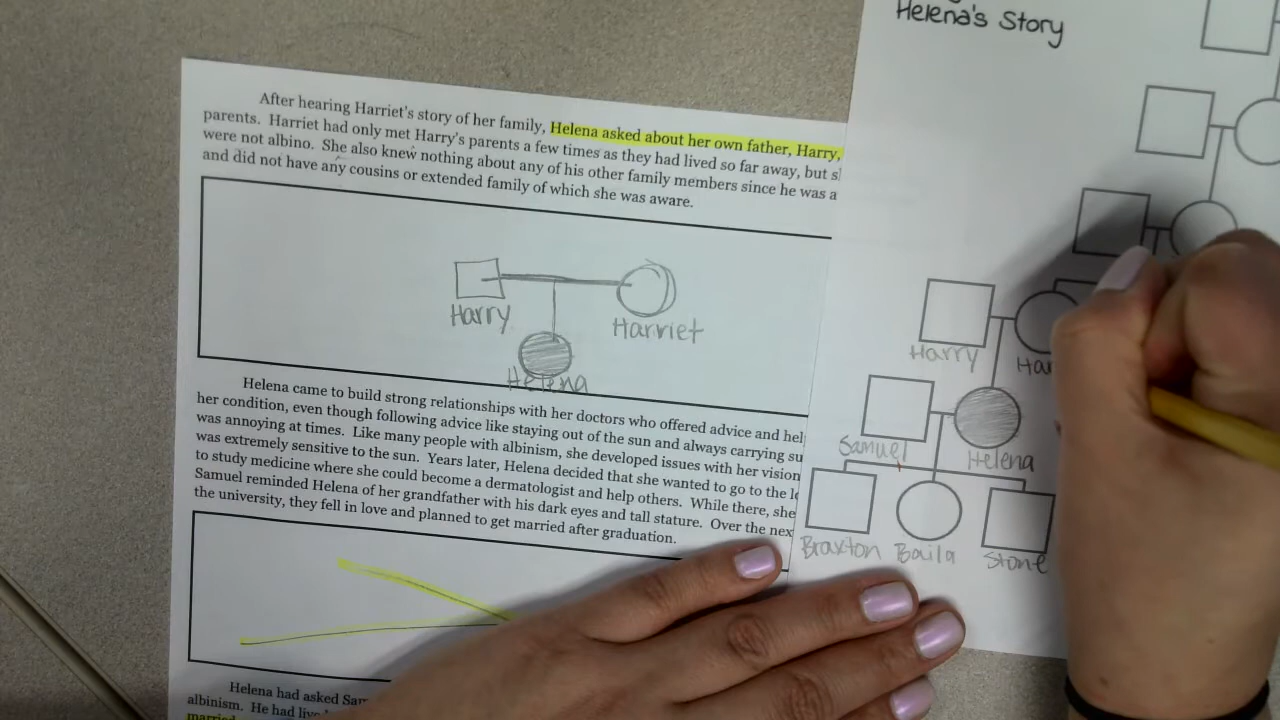 After hearing Harriet's story of her family, Helena asked about her own father, Harry,
parents. Harriet had only met Harry's parents a few times as they had lived so far away, but s
were not albino. She also knew nothing about any of his other family members since he was a
and did not have any cousins or extended family of which she was aware.
Harry
Harriet
Helena
Helena came to build strong relationships with her doctors who offered advice and hel
her condition, even though following advice like staying out of the sun and always carrying su
was annoying at times. Like many people with albinism, she developed issues with her vision
was extremely sensitive to the sun. Years later, Helena decided that she wanted to go to the l
to study medicine where she could become a dermatologist and help others. While there, she
Samuel reminded Helena of her grandfather with his dark eyes and tall stature. Over the nex
the university, they fell in love and planned to get married after graduation.
Helena had asked Sam
albinism. He had liv
married
Helena's Story
Harry
Har
Samuel
Helena
Braxton
Baila
Stone